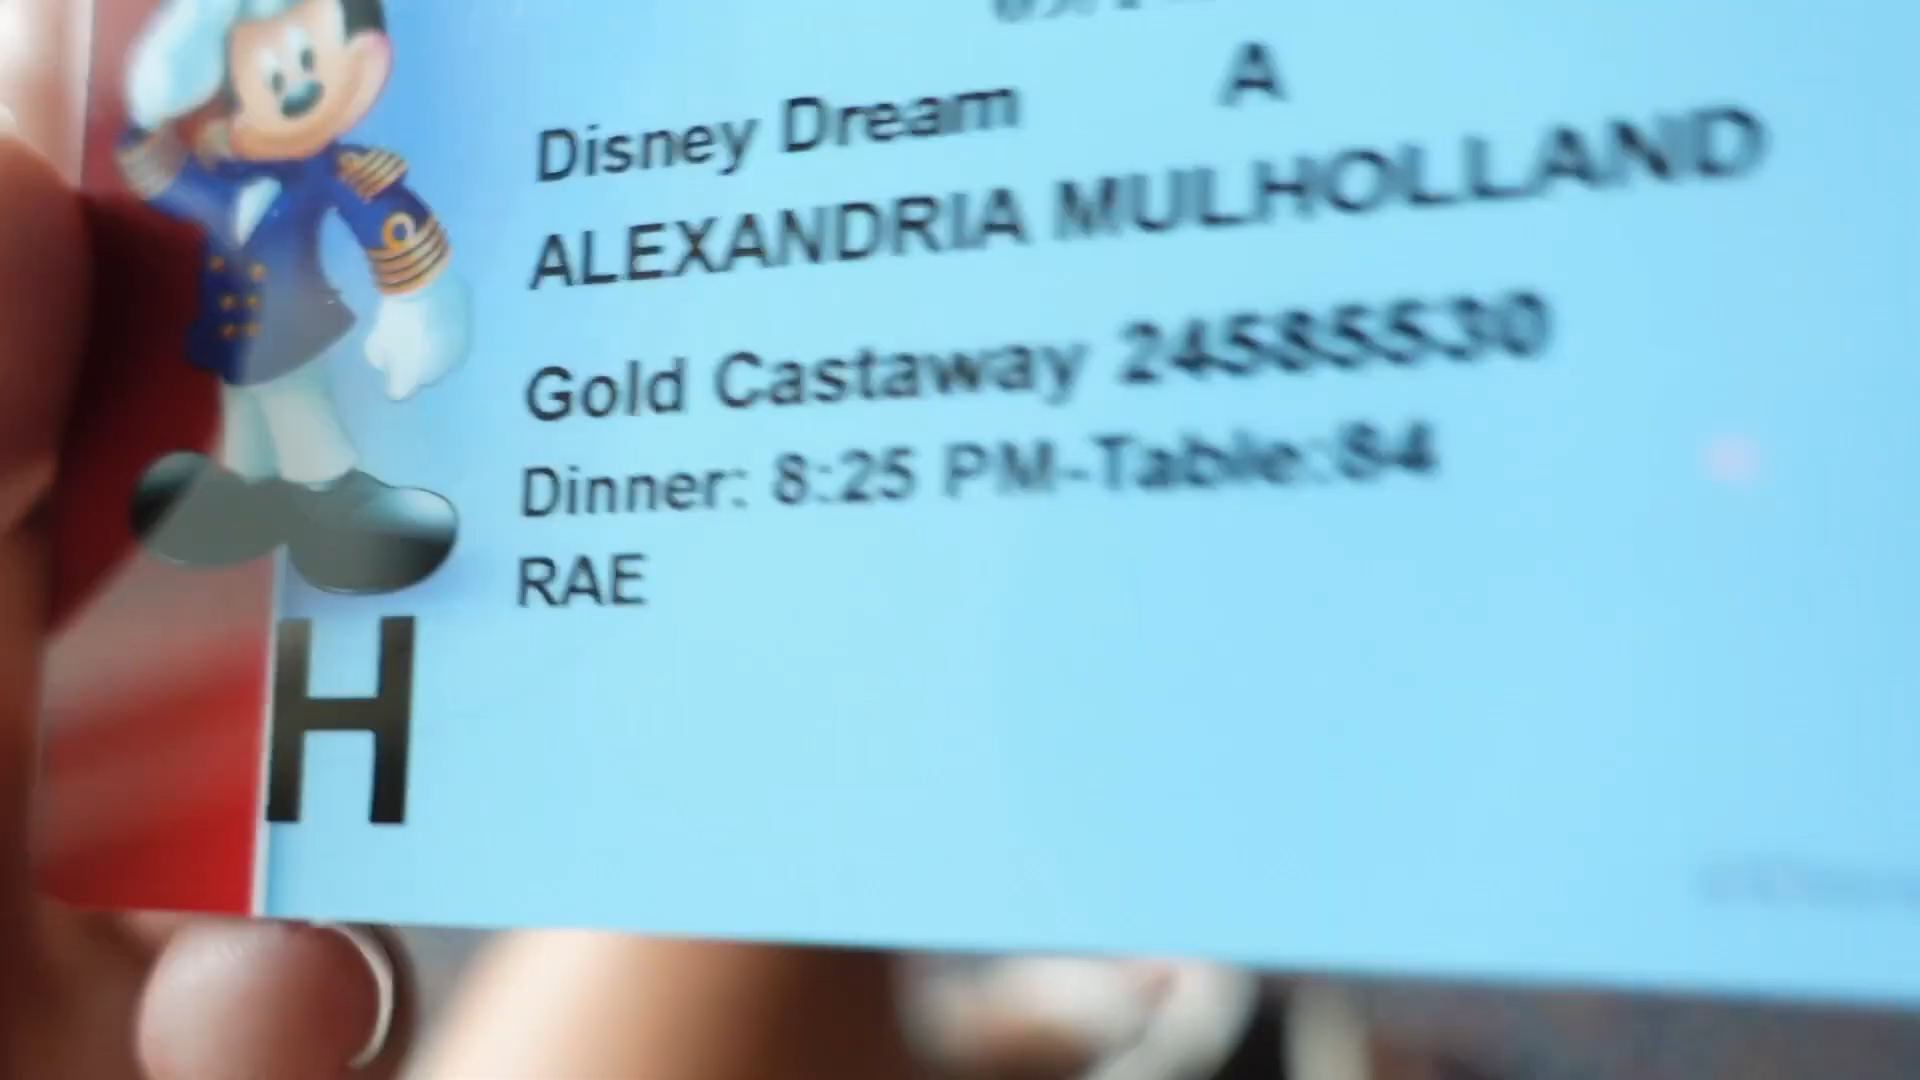 Disney Dream A
ALEXANDRIA MULHOLLAND
Gold Castaway 24585530
Dinner: 8:25 PM-Table:84
RAE
H